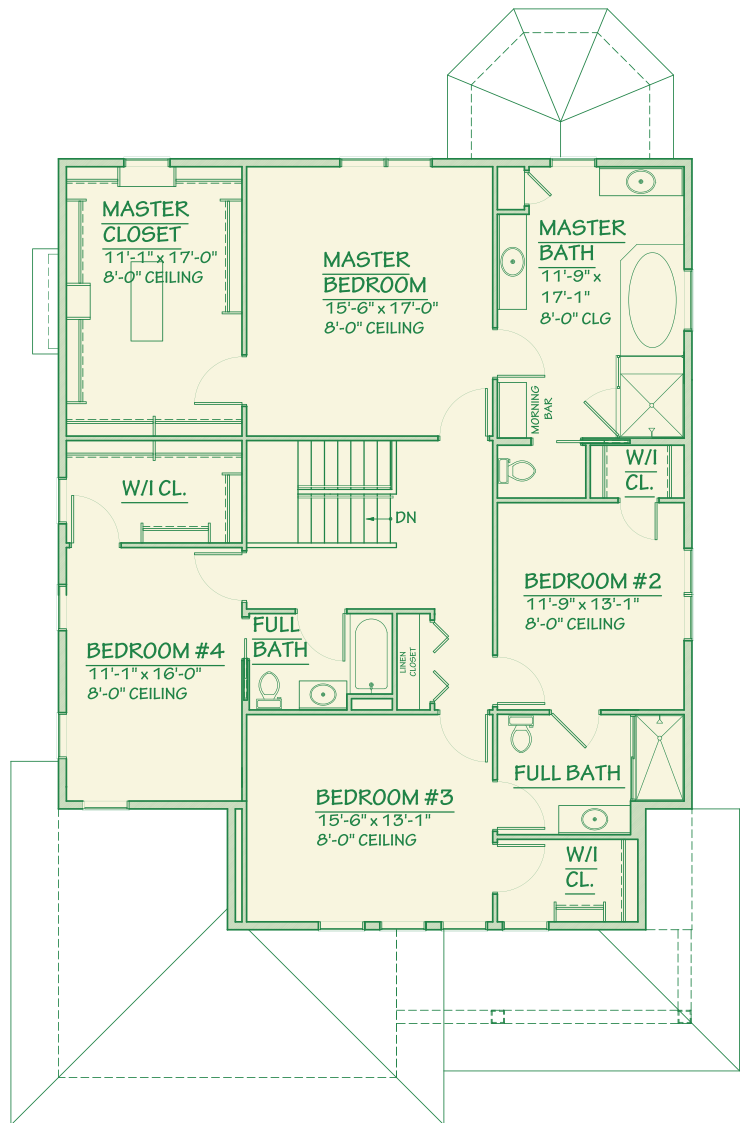 MASTER
CLOSET
11'-1" x 17'-0"
8'-0" CEILING
MASTER
BEDROOM
15'-6" x 17'-0"
8'-0" CEILING
MASTER
BATH
11'-9" x
17'-1"
8'-0" CLG
MORNING
BAR
W/I CL.
DN
W/I
CL.
BEDROOM #2
11'-9" x 13'-1"
8'-0" CEILING
BEDROOM #4
11'-1" x 16'-0"
8'-0" CEILING
FULL
BATH
LINEN
CLOSET
FULL BATH
BEDROOM #3
15'-6" x 13'-1"
8'-0" CEILING
W/I
CL.